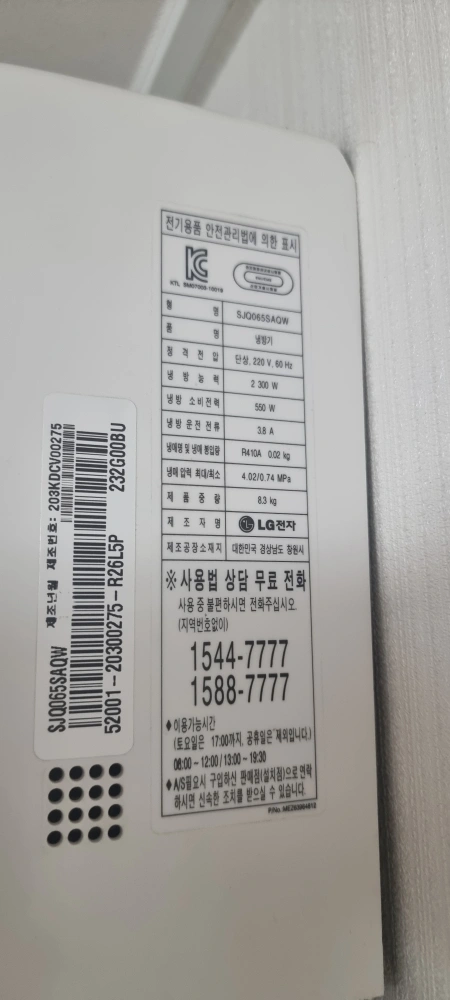 전기용품 안전관리법에 의한 표시
KTL
형 명 SJQ065SAQW
품 명 냉방기
정 격 전 압 단상, 220 V, 60 Hz
냉 방 능 력 2 300 W
냉방 소비전력 550 W
냉방 운전 전류 3.8 A
냉매명 및 냉매 봉입량 R410A 0.02 kg
냉매 압력 최대/최소 4.02/0.74 MPa
제 품 중 량 8.3 kg
제 조 자 명 LG전자
제조공장소재지 대한민국 경상남도 창원시
※사용법 상담 무료 전화
사용 중 불편하시면 전화주십시오.
(지역번호없이)
1544-7777
1588-7777
◆이용가능시간
(토요일은 17:00까지, 공휴일은 제외입니다.)
08:00 ~ 12:00 / 13:00 ~ 19:30
◆A/S필요시 구입하신 판매점(설치점)으로 연락
하시면 신속한 조치를 받으실 수 있습니다.
P/No.
SJQ065SAQW 제조년월 제조번호: 203KDCV00275
52001-20300275-R26L5P 232G00BU